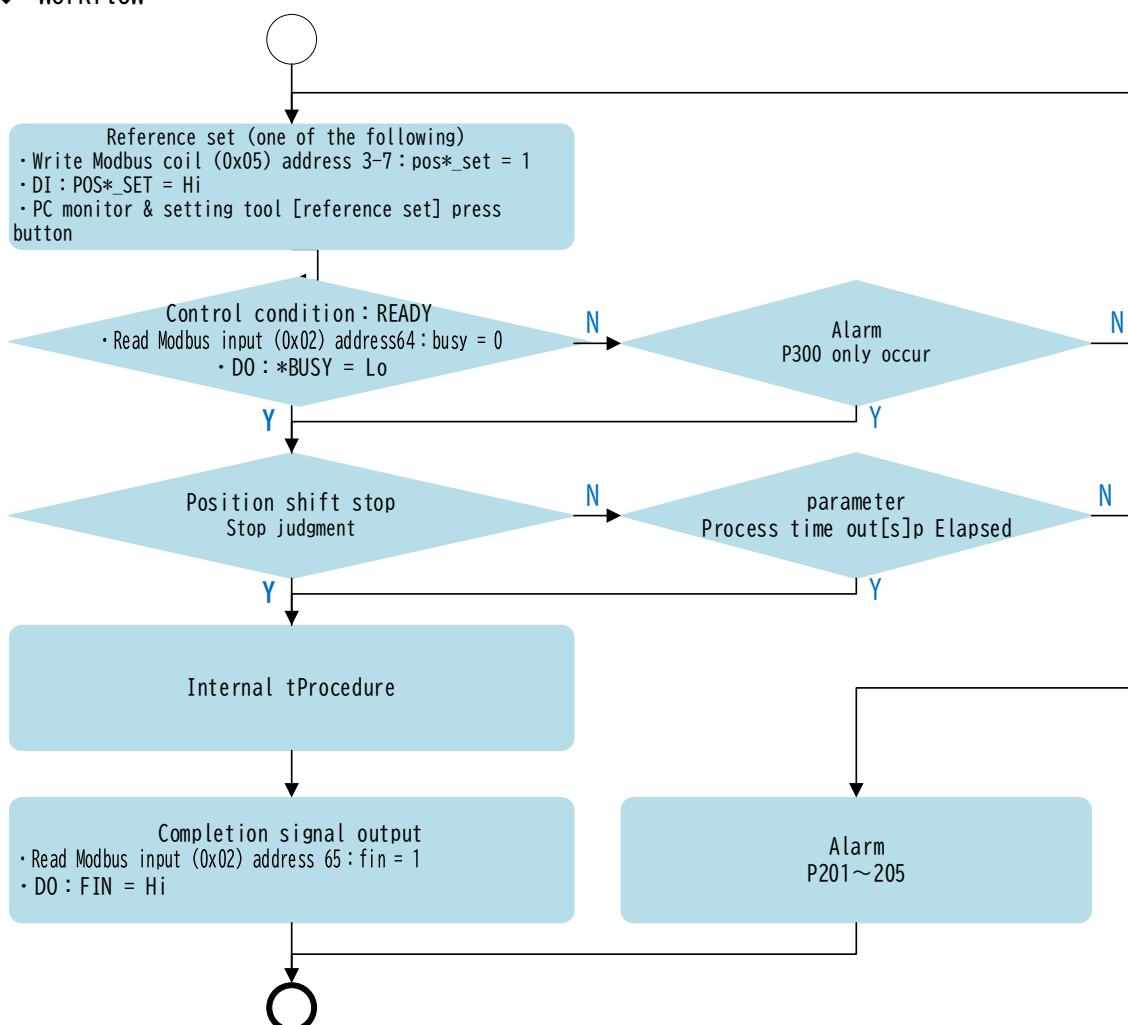 Workflow
Reference set (one of the following)
・Write Modbus coil (0x05) address 3-7：pos*_set = 1
・DI：POS*_SET = Hi
・PC monitor & setting tool [reference set] press
button
Control condition：READY
・Read Modbus input (0x02) address64：busy = 0
・DO：*BUSY = Lo
N
Alarm
P300 only occur
N
Y
Y
Position shift stop
Stop judgment
N
parameter
Process time out[s]p Elapsed
N
Y
Y
Internal tProcedure
Completion signal output
・Read Modbus input (0x02) address 65：fin = 1
・DO：FIN = Hi
Alarm
P201～205